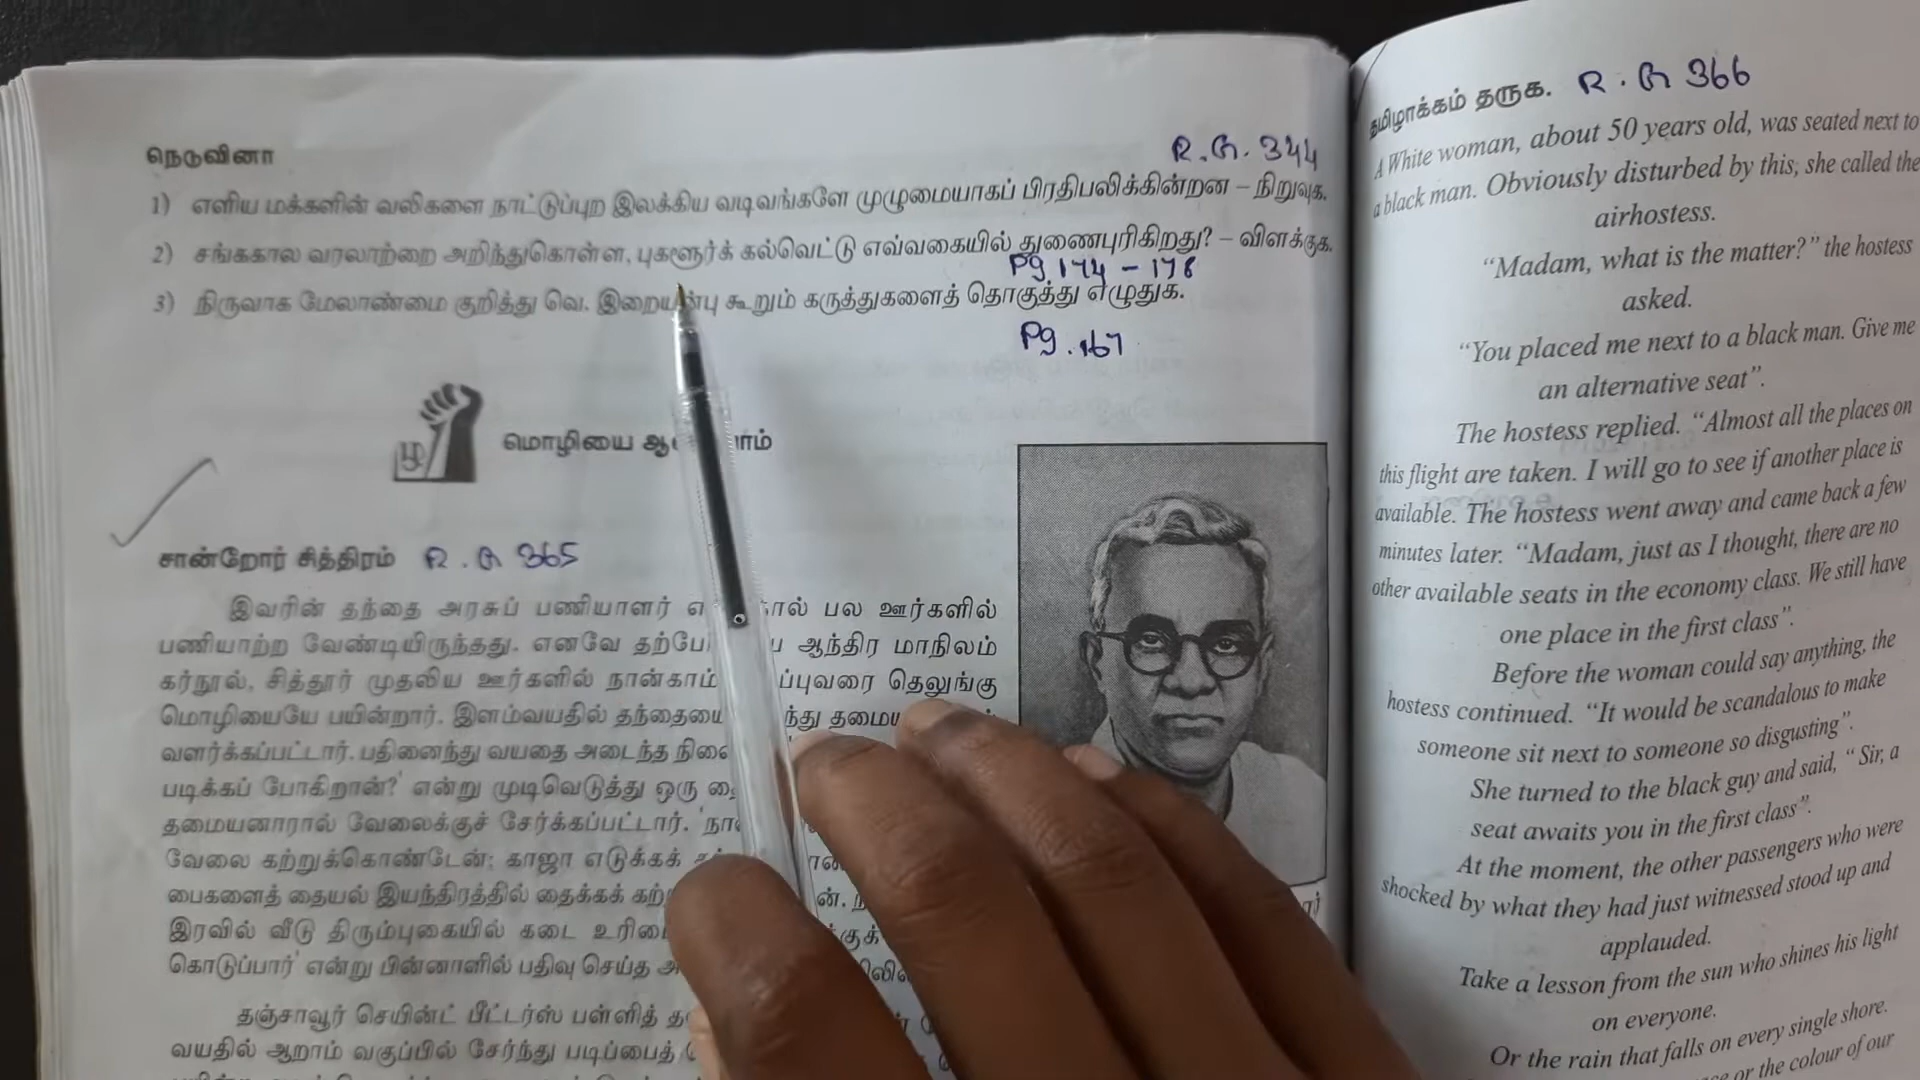 நெடுவினா
R.G. 344
1) எளிய மக்களின் வலிகளை நாட்டுப்புற இலக்கிய வடிவங்களே முழுமையாகப் பிரதிபலிக்கின்றன – நிறுவுக.
2) சங்ககால வரலாற்றை அறிந்துகொள்ள, புகளூர்க் கல்வெட்டு எவ்வகையில் துணைபுரிகிறது? – விளக்குக.
Pg 174 - 178
3) நிருவாக மேலாண்மை குறித்து வெ. இறையன்பு கூறும் கருத்துகளைத் தொகுத்து எழுதுக.
Pg. 167
மொழியை
சான்றோர் சித்திரம் R.G 365
இவரின் தந்தை அரசுப் பணியாளர் பல ஊர்களில்
பணியாற்ற வேண்டியிருந்தது. எனவே ஆந்திர மாநிலம்
கர்நூல், சித்தூர் முதலிய ஊர்களில் நான்காம் தெலுங்கு
மொழியையே பயின்றார். இளம்வயதில்
வளர்க்கப்பட்டார். பதினைந்து வயதை அடைந்த
படிக்கப் போகிறான்?' என்று முடிவெடுத்து ஒரு
தமையனாரால் வேலைக்குச் சேர்க்கப்பட்டார்.
வேலை கற்றுக்கொண்டேன்; காஜா எடுக்கக்
பைகளைத் தையல் இயந்திரத்தில் தைக்கக்
இரவில் வீடு திரும்புகையில் கடை
கொடுப்பார்' என்று பின்னாளில் பதிவு செய்த
தஞ்சாவூர் செயின்ட் பீட்டர்ஸ் பள்ளித்
வயதில் ஆறாம் வகுப்பில் சேர்ந்து படிப்பைத்
தமிழாக்கம் தருக. R.G 366
A White woman, about 50 years old, was seated next to
a black man. Obviously disturbed by this, she called the
airhostess.
“Madam, what is the matter?” the hostess
asked.
“You placed me next to a black man. Give me
an alternative seat”.
The hostess replied. “Almost all the places on
this flight are taken. I will go to see if another place is
available. The hostess went away and came back a few
minutes later. “Madam, just as I thought, there are no
other available seats in the economy class. We still have
one place in the first class”.
Before the woman could say anything, the
hostess continued. “It would be scandalous to make
someone sit next to someone so disgusting”.
She turned to the black guy and said, “ Sir, a
seat awaits you in the first class”.
At the moment, the other passengers who were
shocked by what they had just witnessed stood up and
applauded.
Take a lesson from the sun who shines his light
on everyone.
Or the rain that falls on every single shore.
or the colour of our